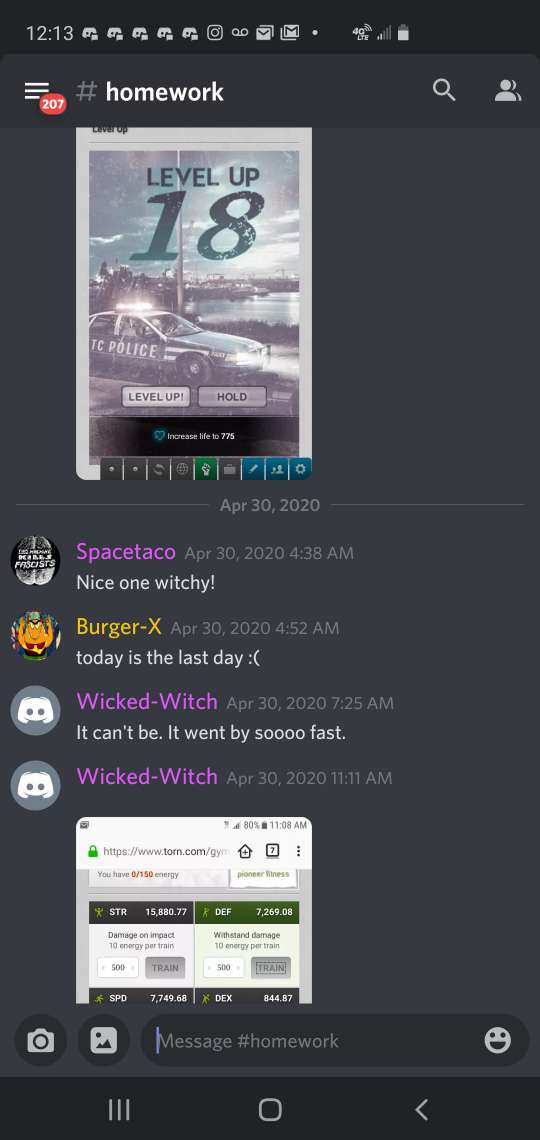 12:13
4G LTE
207
# homework
Level Up
LEVEL UP
18
TC POLICE
LEVEL UP!
HOLD
Increase life to 775
Apr 30, 2020
THIS MACHINE KILLS FASCISTS
Spacetaco Apr 30, 2020 4:38 AM
Nice one witchy!
Burger-X Apr 30, 2020 4:52 AM
today is the last day :(
Wicked-Witch Apr 30, 2020 7:25 AM
It can't be. It went by soooo fast.
Wicked-Witch Apr 30, 2020 11:11 AM
80% 11:08 AM
https://www.torn.com/gym
7
You have 0/150 energy
pioneer fitness
STR 15,880.77
DEF 7,269.08
Damage on impact
Withstand damage
10 energy per train
10 energy per train
500
TRAIN
500
TRAIN
SPD 7,749.68
DEX 844.87
Message #homework